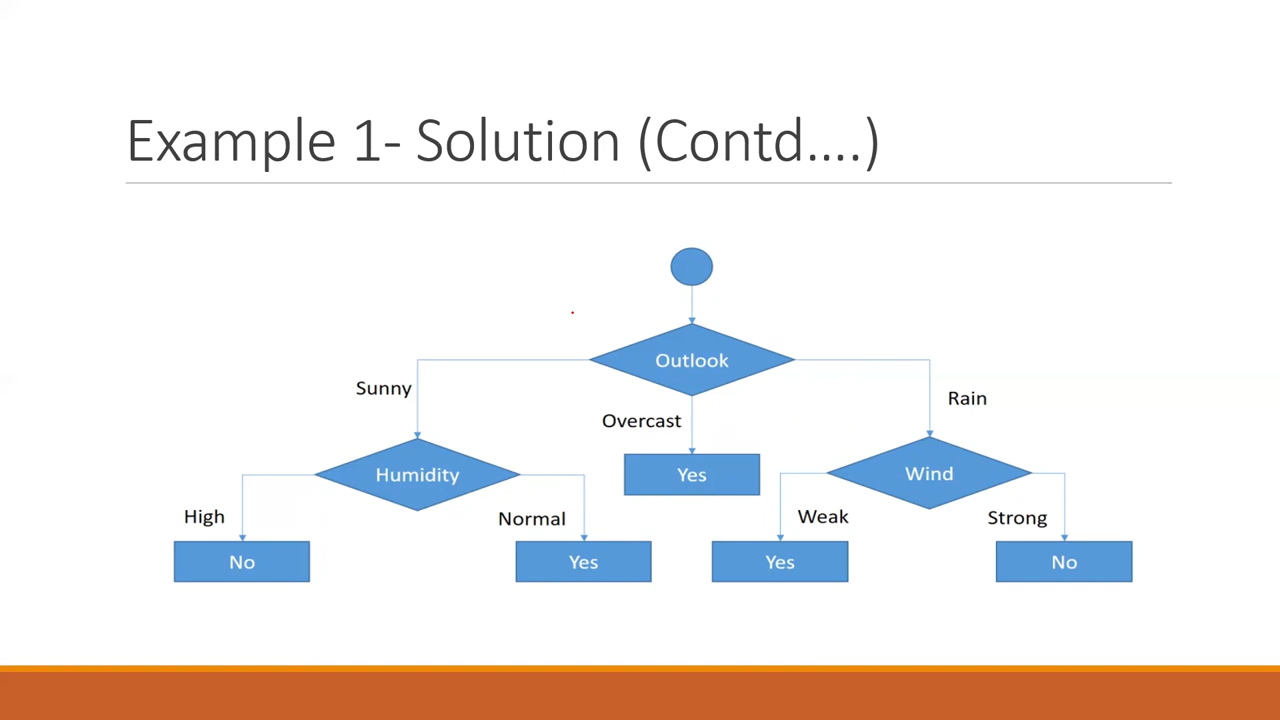 Example 1- Solution (Contd....)
Outlook
Sunny
Overcast
Rain
Humidity
Yes
Wind
High
Normal
Weak
Strong
No
Yes
Yes
No